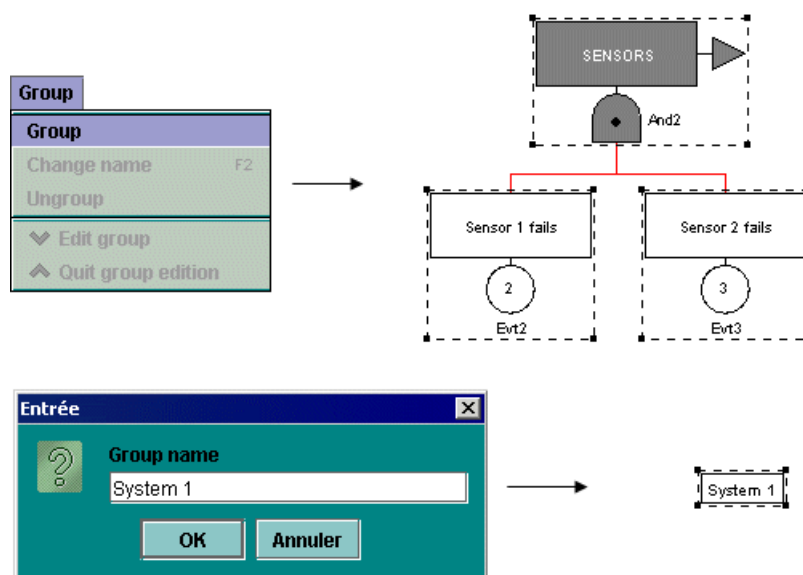 Group
Group
Change name F2
Ungroup
Edit group
Quit group edition
SENSORS
And2
Sensor 1 fails
Sensor 2 fails
2
3
Evt2
Evt3
Entrée
Group name
System 1
OK Annuler
System 1